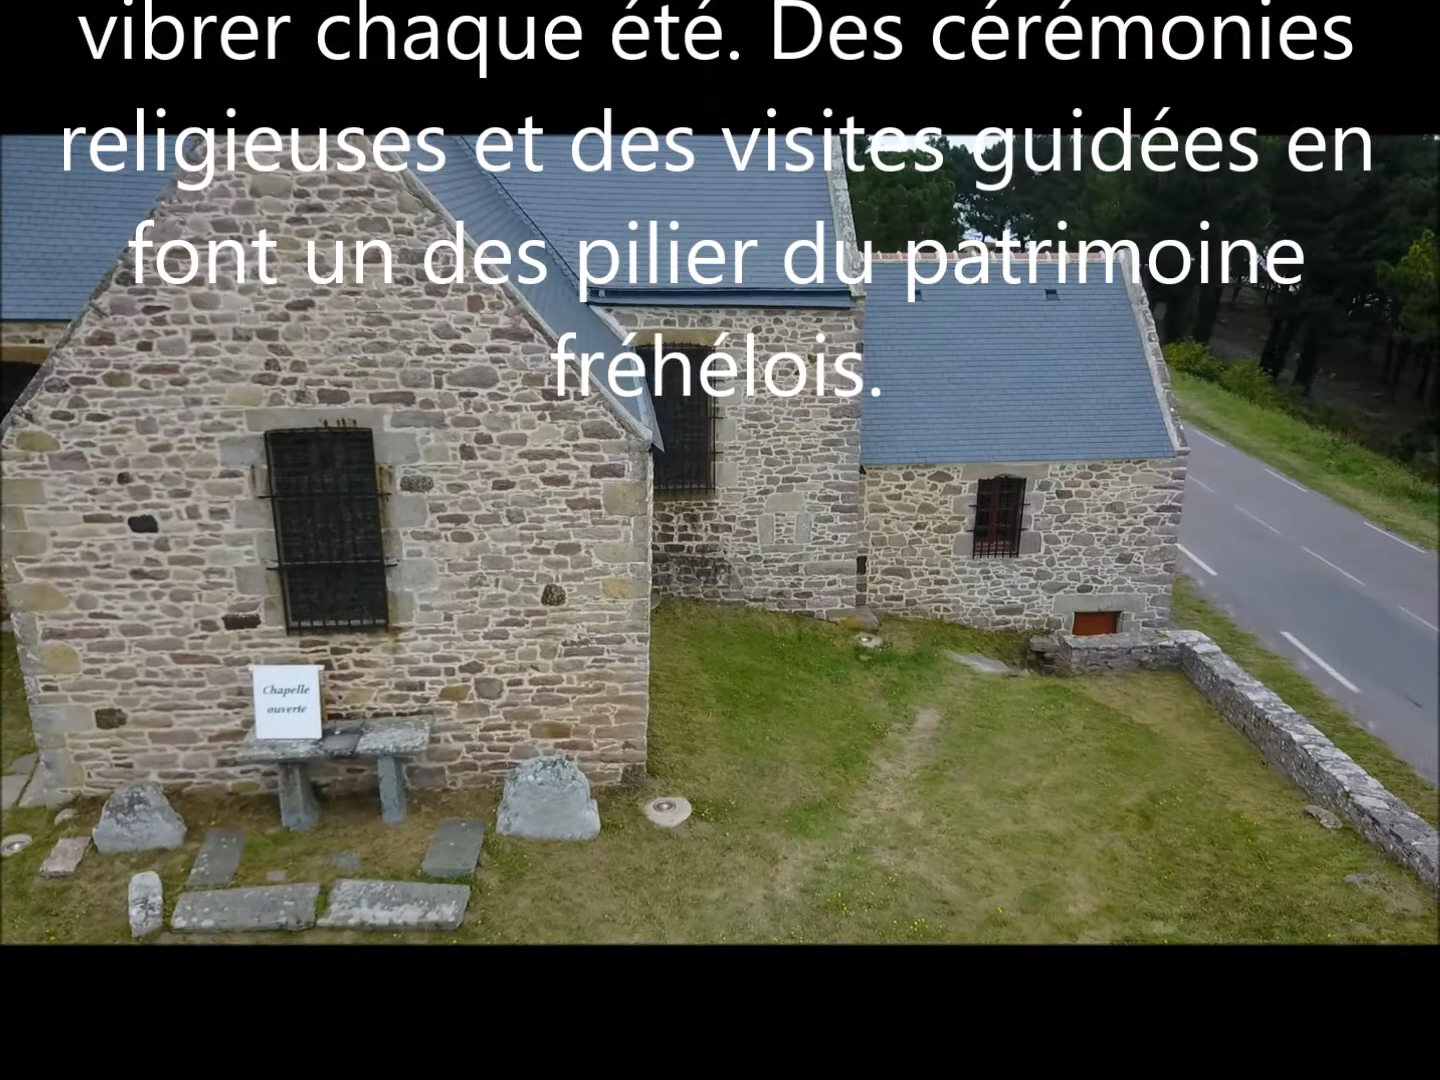 vibrer chaque été. Des cérémonies
religieuses et des visites guidées en
font un des pilier du patrimoine
fréhélois.
Chapelle
ouverte